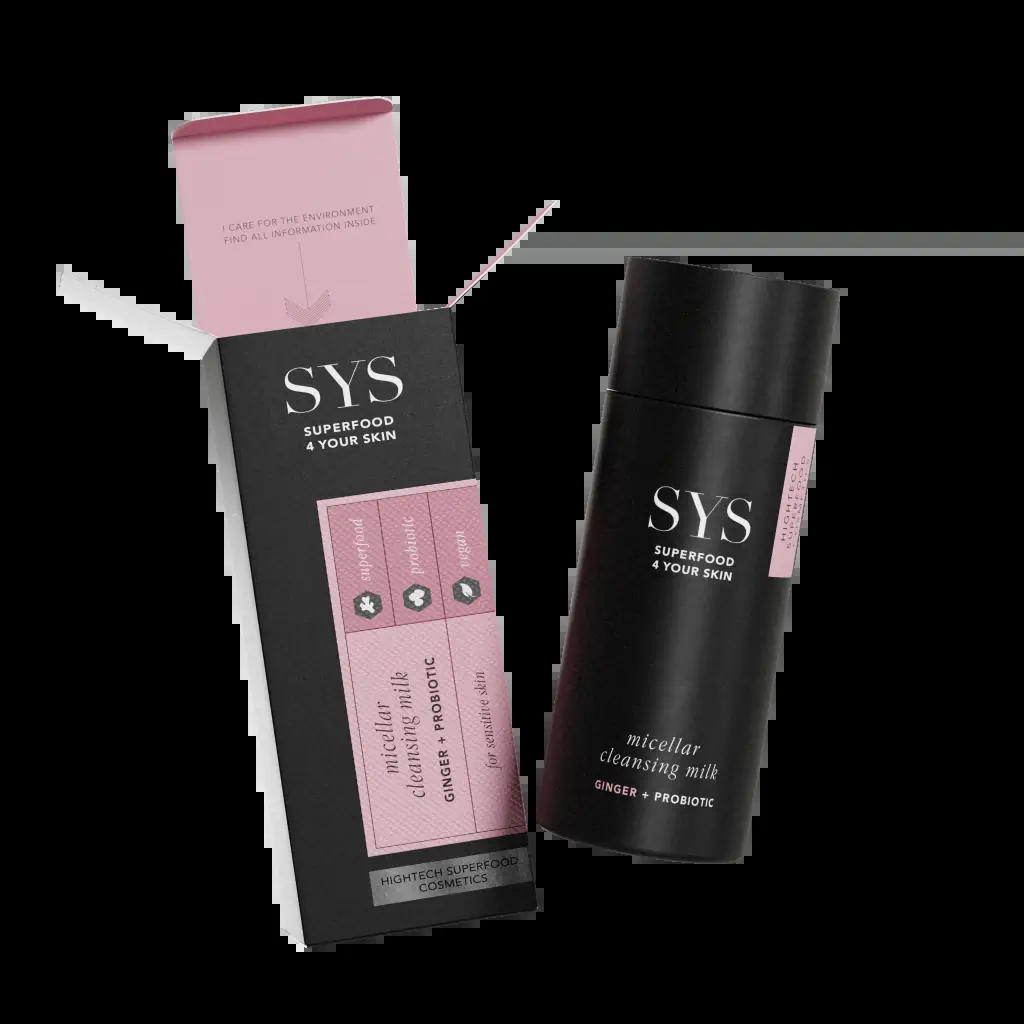 I CARE FOR THE ENVIRONMENT
FIND ALL INFORMATION INSIDE
SYS
SUPERFOOD
4 YOUR SKIN
superfood
probiotic
vegan
micellar
cleansing milk
GINGER + PROBIOTIC
for sensitive skin
HIGHTECH SUPERFOOD
COSMETICS
SYS
SUPERFOOD
4 YOUR SKIN
HIGHTECH
SUPERFOOD
COSMETICS
micellar
cleansing milk
GINGER + PROBIOTIC